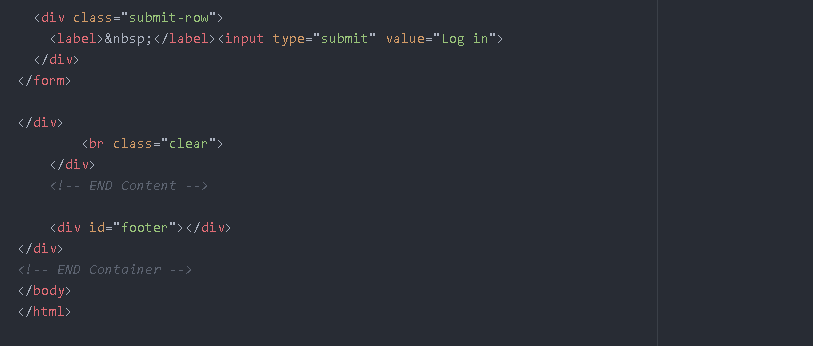 <div class="submit-row">
<label>&nbsp;</label><input type="submit" value="Log in">
</div>
</form>
</div>
<br class="clear">
</div>
<!-- END Content -->
<div id="footer"></div>
</div>
<!-- END Container -->
</body>
</html>